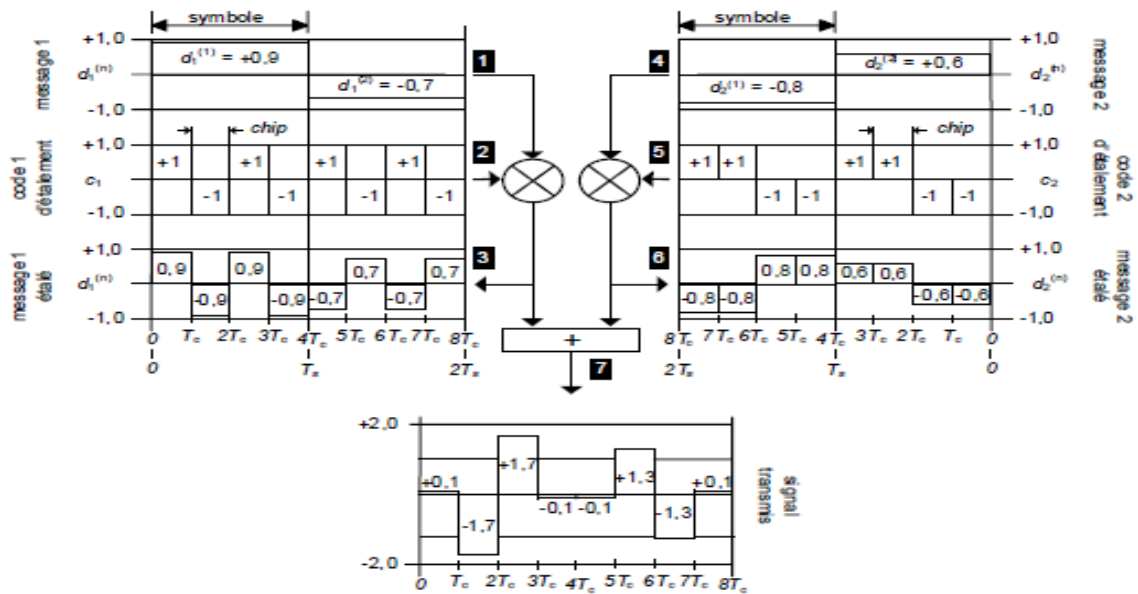 symbole symbole
+1,0 +1,0
message 1 d₁⁽ⁿ⁾ d₁⁽¹⁾ = +0,9 1 4 d₂⁽²⁾ = +0,6 d₂⁽ⁿ⁾ message 2
d₁⁽²⁾ = -0,7 d₂⁽¹⁾ = -0,8
-1,0 -1,0
chip chip
+1,0 +1,0
+1 +1 +1 +1 2 5 +1 +1 +1 +1
code 1 d'étalement c₁ c₂ code 2 d'étalement
-1 -1 -1 -1 -1 -1 -1 -1
-1,0 -1,0
+1,0 +1,0
0,9 0,9 0,7 0,7 3 6 0,8 0,8 0,6 0,6
message 1 étalé d₁⁽ⁿ⁾ d₂⁽ⁿ⁾ message 2 étalé
-0,9 -0,9 -0,7 -0,7 -0,8 -0,8 -0,6 -0,6
-1,0 -1,0
0 Tc 2Tc 3Tc 4Tc 5Tc 6Tc 7Tc 8Tc + 8Tc 7Tc 6Tc 5Tc 4Tc 3Tc 2Tc Tc 0
0 Ts 2Ts 7 2Ts Ts 0
+2,0
+0,1 +1,7 +1,3 +0,1
signal transmis
-1,7 -0,1 -0,1 -1,3
-2,0
0 Tc 2Tc 3Tc 4Tc 5Tc 6Tc 7Tc 8Tc